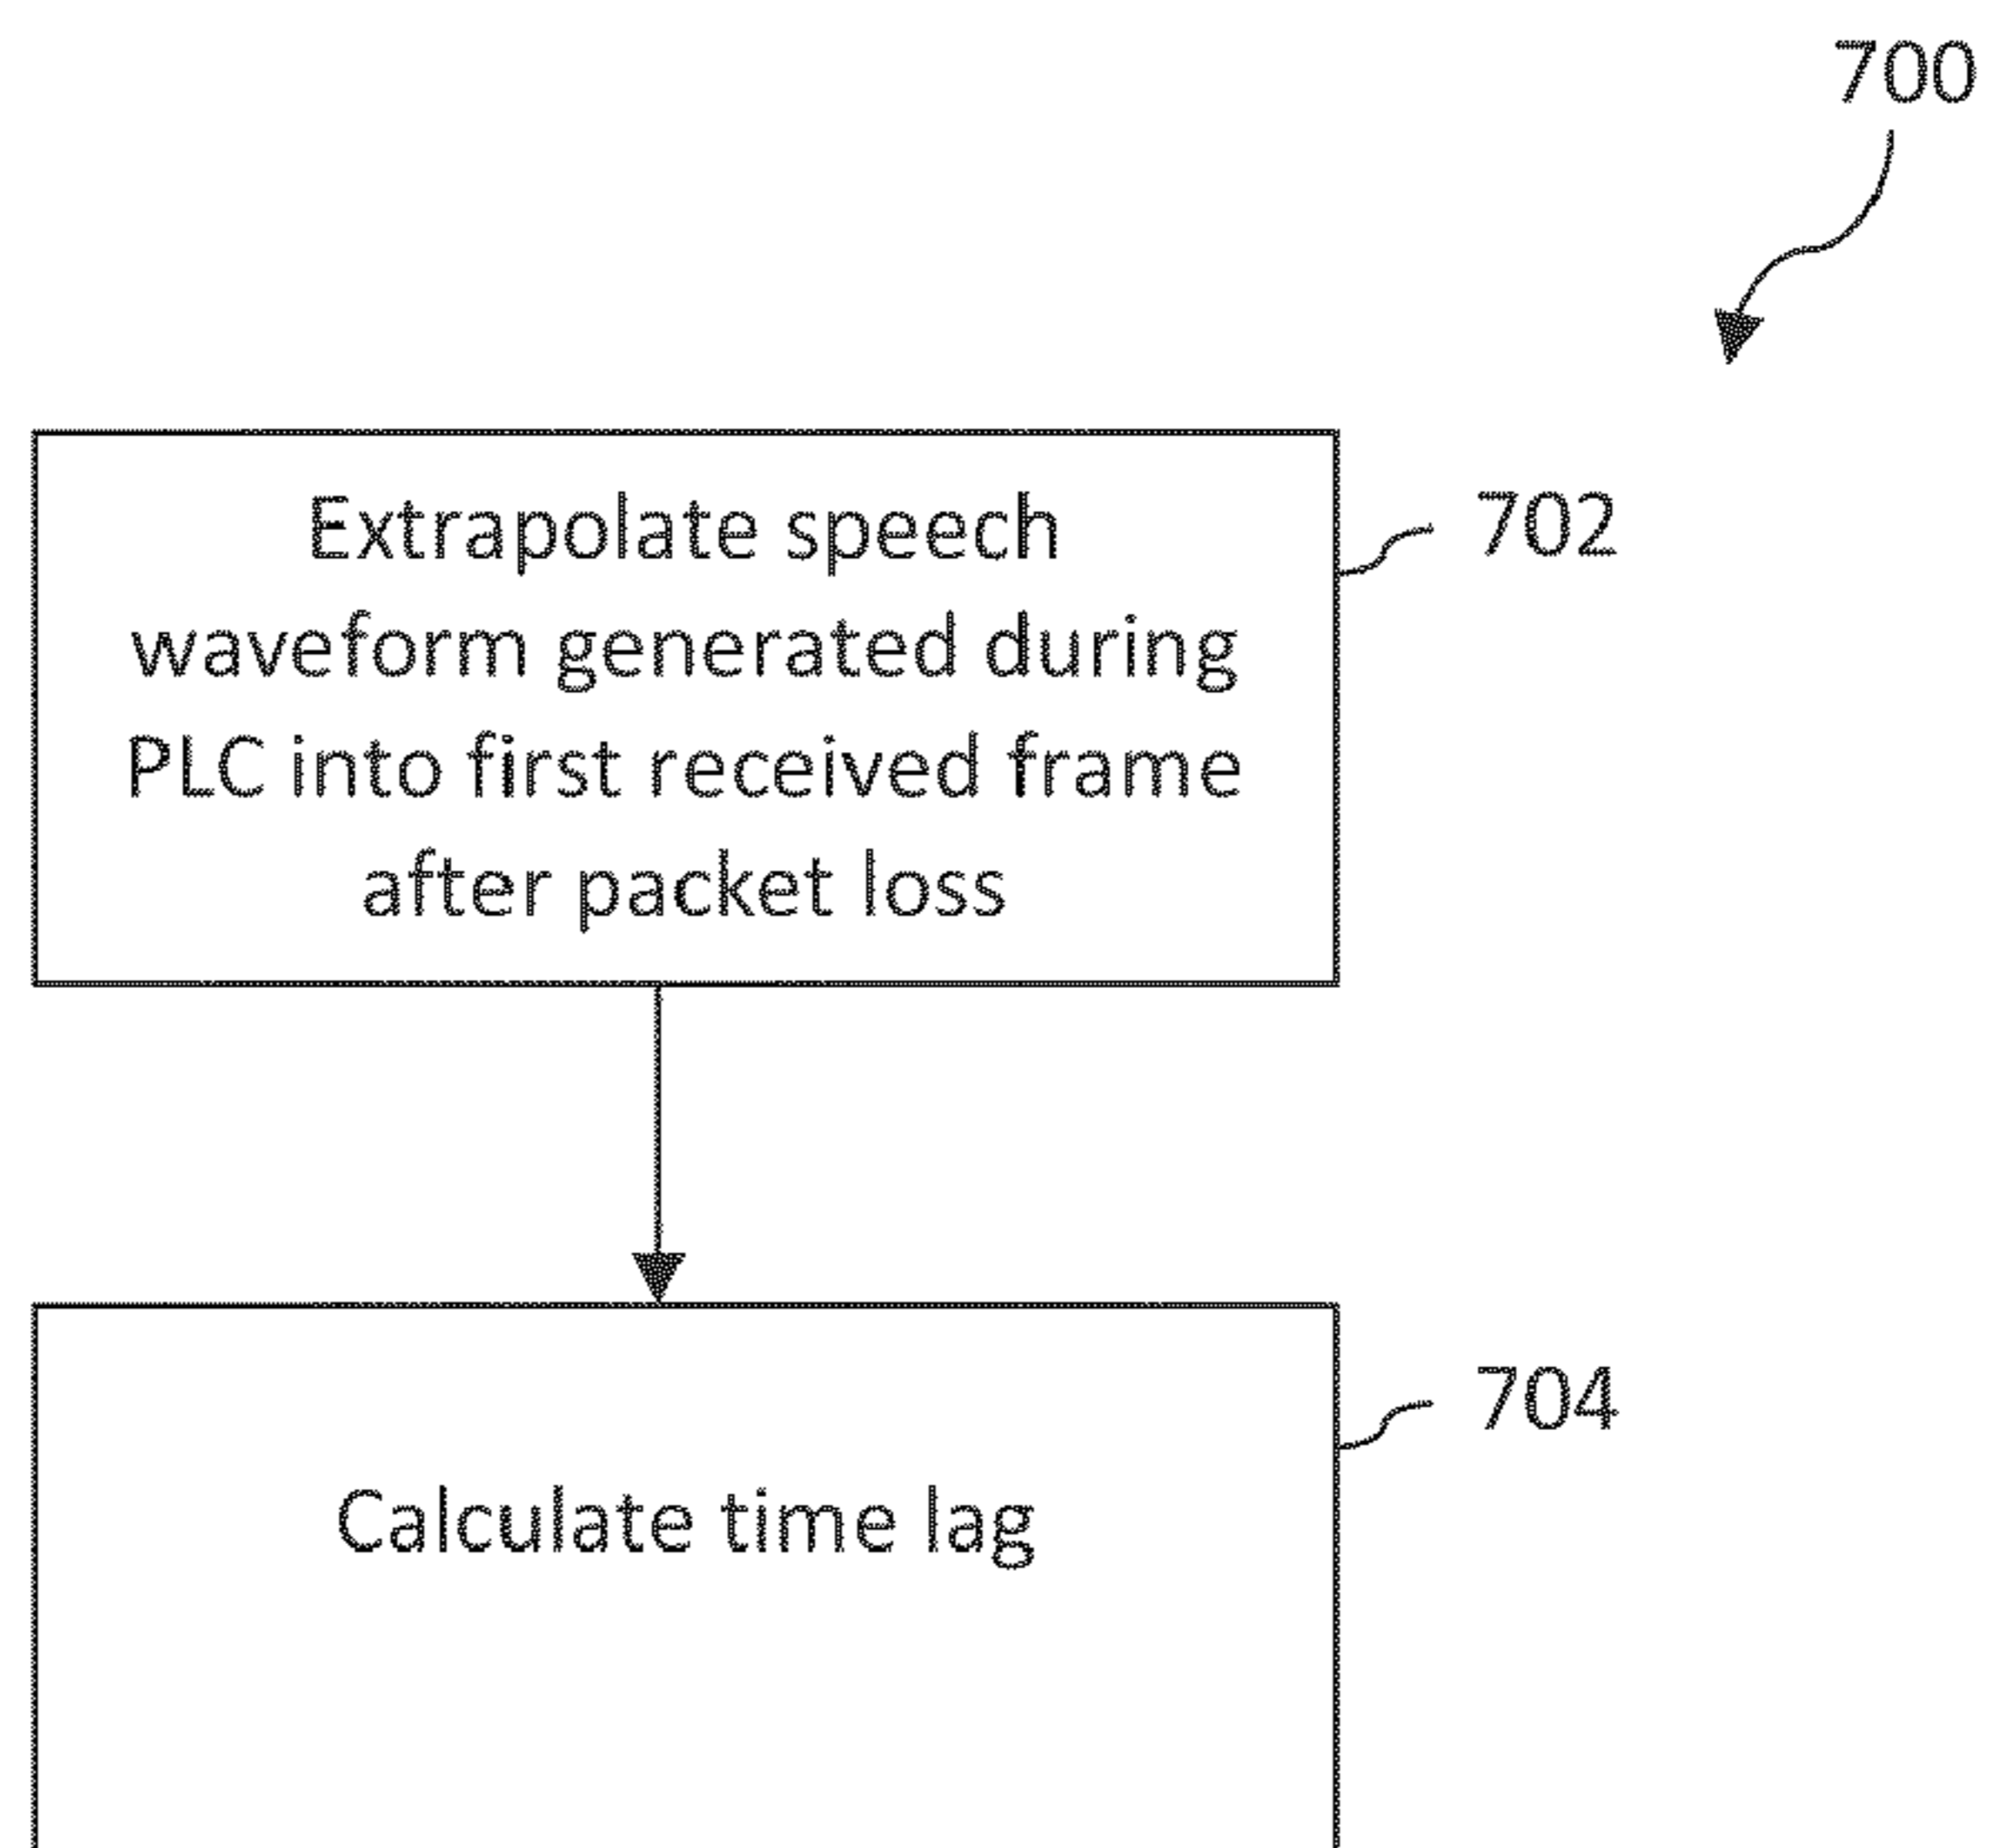 700
Extrapolate speech
waveform generated during
PLC into first received frame
after packet loss
702
704
Calculate time lag